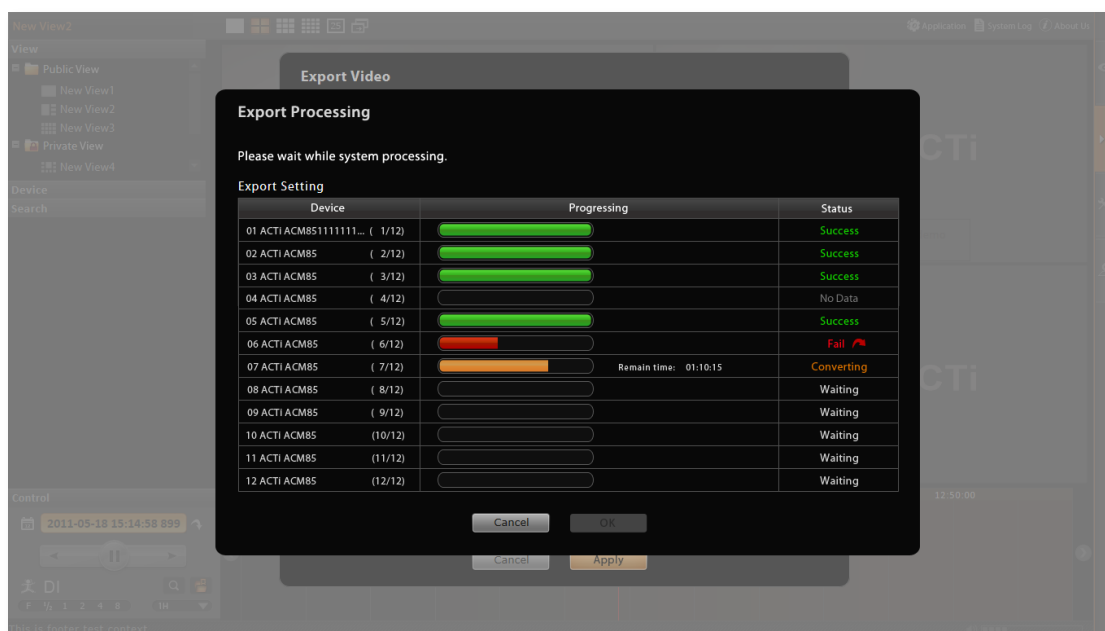 New View2
Application System Log About Us
View
Public View
New View1
New View2
New View3
Private View
New View4
Device
Search
Export Video
Export Processing
Please wait while system processing.
Export Setting
Device Progressing Status
01 ACTi ACM851111111... ( 1/12) Success
02 ACTi ACM85 ( 2/12) Success
03 ACTi ACM85 ( 3/12) Success
04 ACTi ACM85 ( 4/12) No Data
05 ACTi ACM85 ( 5/12) Success
06 ACTi ACM85 ( 6/12) Fail
07 ACTi ACM85 ( 7/12) Remain time: 01:10:15 Converting
08 ACTi ACM85 ( 8/12) Waiting
09 ACTi ACM85 ( 9/12) Waiting
10 ACTi ACM85 (10/12) Waiting
11 ACTi ACM85 (11/12) Waiting
12 ACTi ACM85 (12/12) Waiting
Cancel OK
Cancel Apply
CTi
CTi
Control
2011-05-18 15:14:58 899
DI
12:50:00
This is footer test context